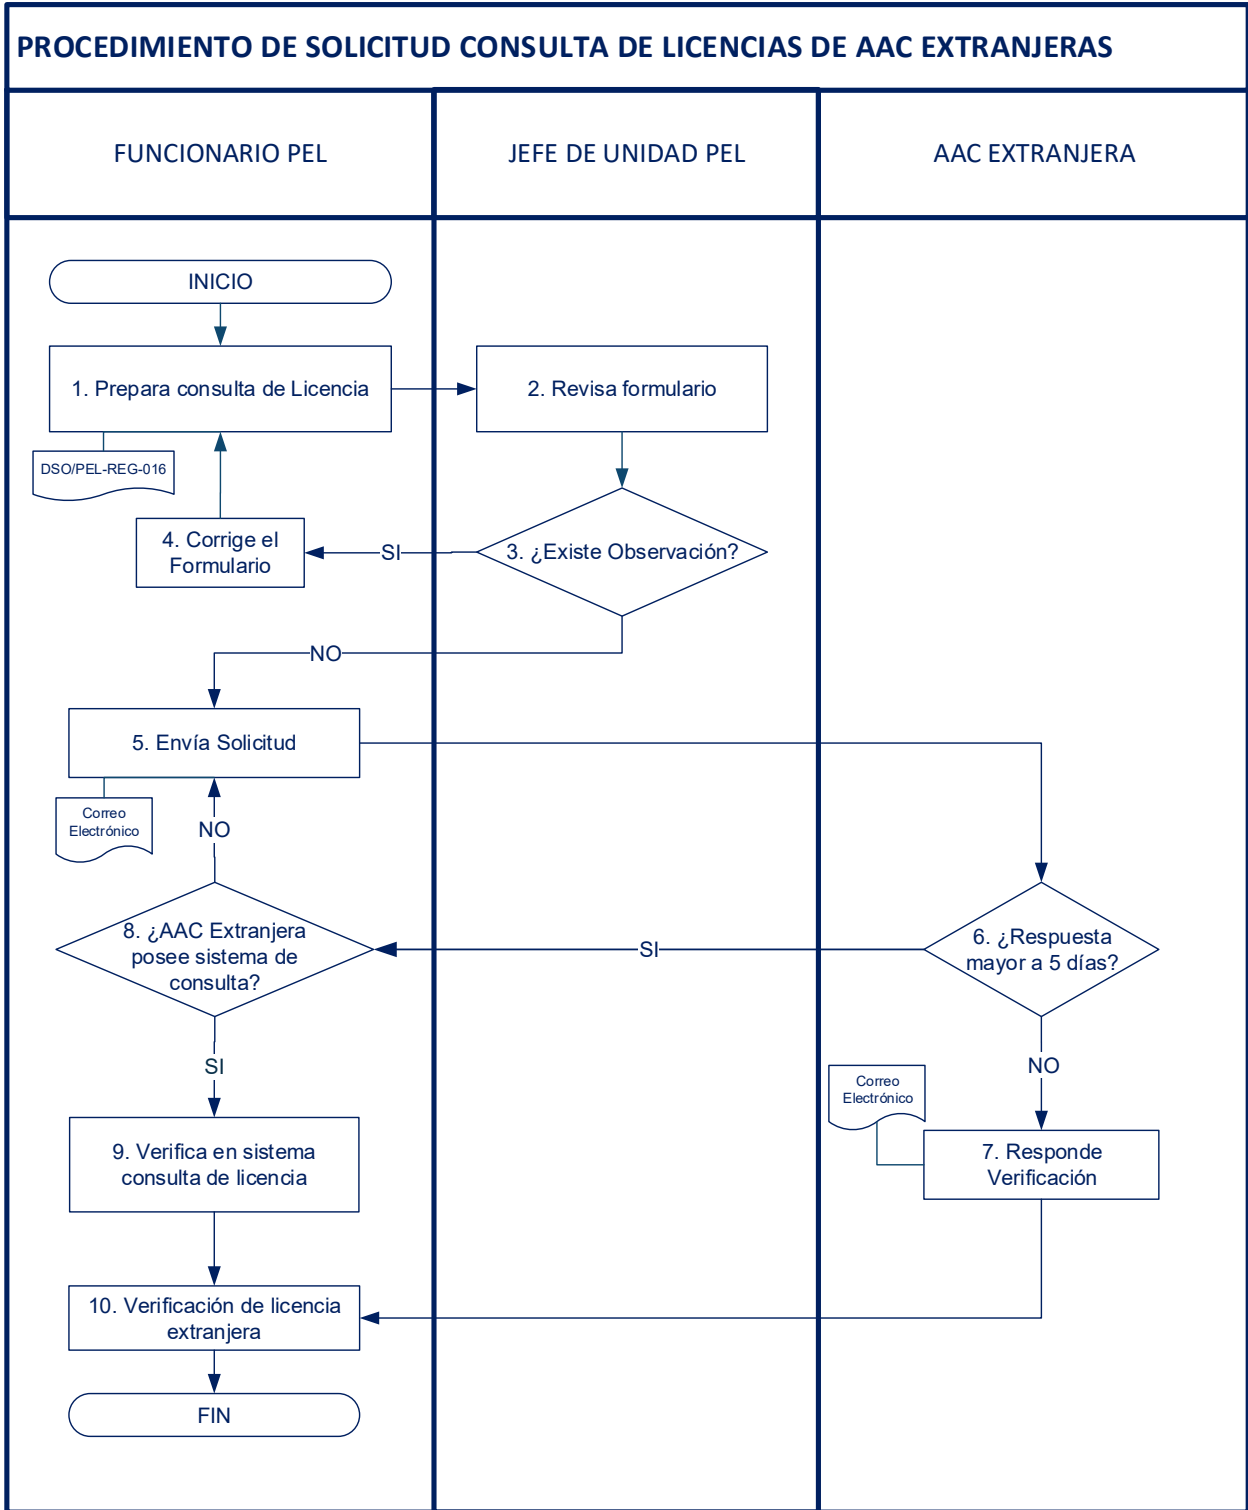 PROCEDIMIENTO DE SOLICITUD CONSULTA DE LICENCIAS DE AAC EXTRANJERAS
FUNCIONARIO PEL
JEFE DE UNIDAD PEL
AAC EXTRANJERA
INICIO
1. Prepara consulta de Licencia
2. Revisa formulario
DSO/PEL-REG-016
4. Corrige el
Formulario
SI
3. ¿Existe Observación?
NO
5. Envía Solicitud
Correo
Electrónico
NO
8. ¿AAC Extranjera
posee sistema de
consulta?
SI
6. ¿Respuesta
mayor a 5 días?
SI
NO
Correo
Electrónico
9. Verifica en sistema
consulta de licencia
7. Responde
Verificación
10. Verificación de licencia
extranjera
FIN